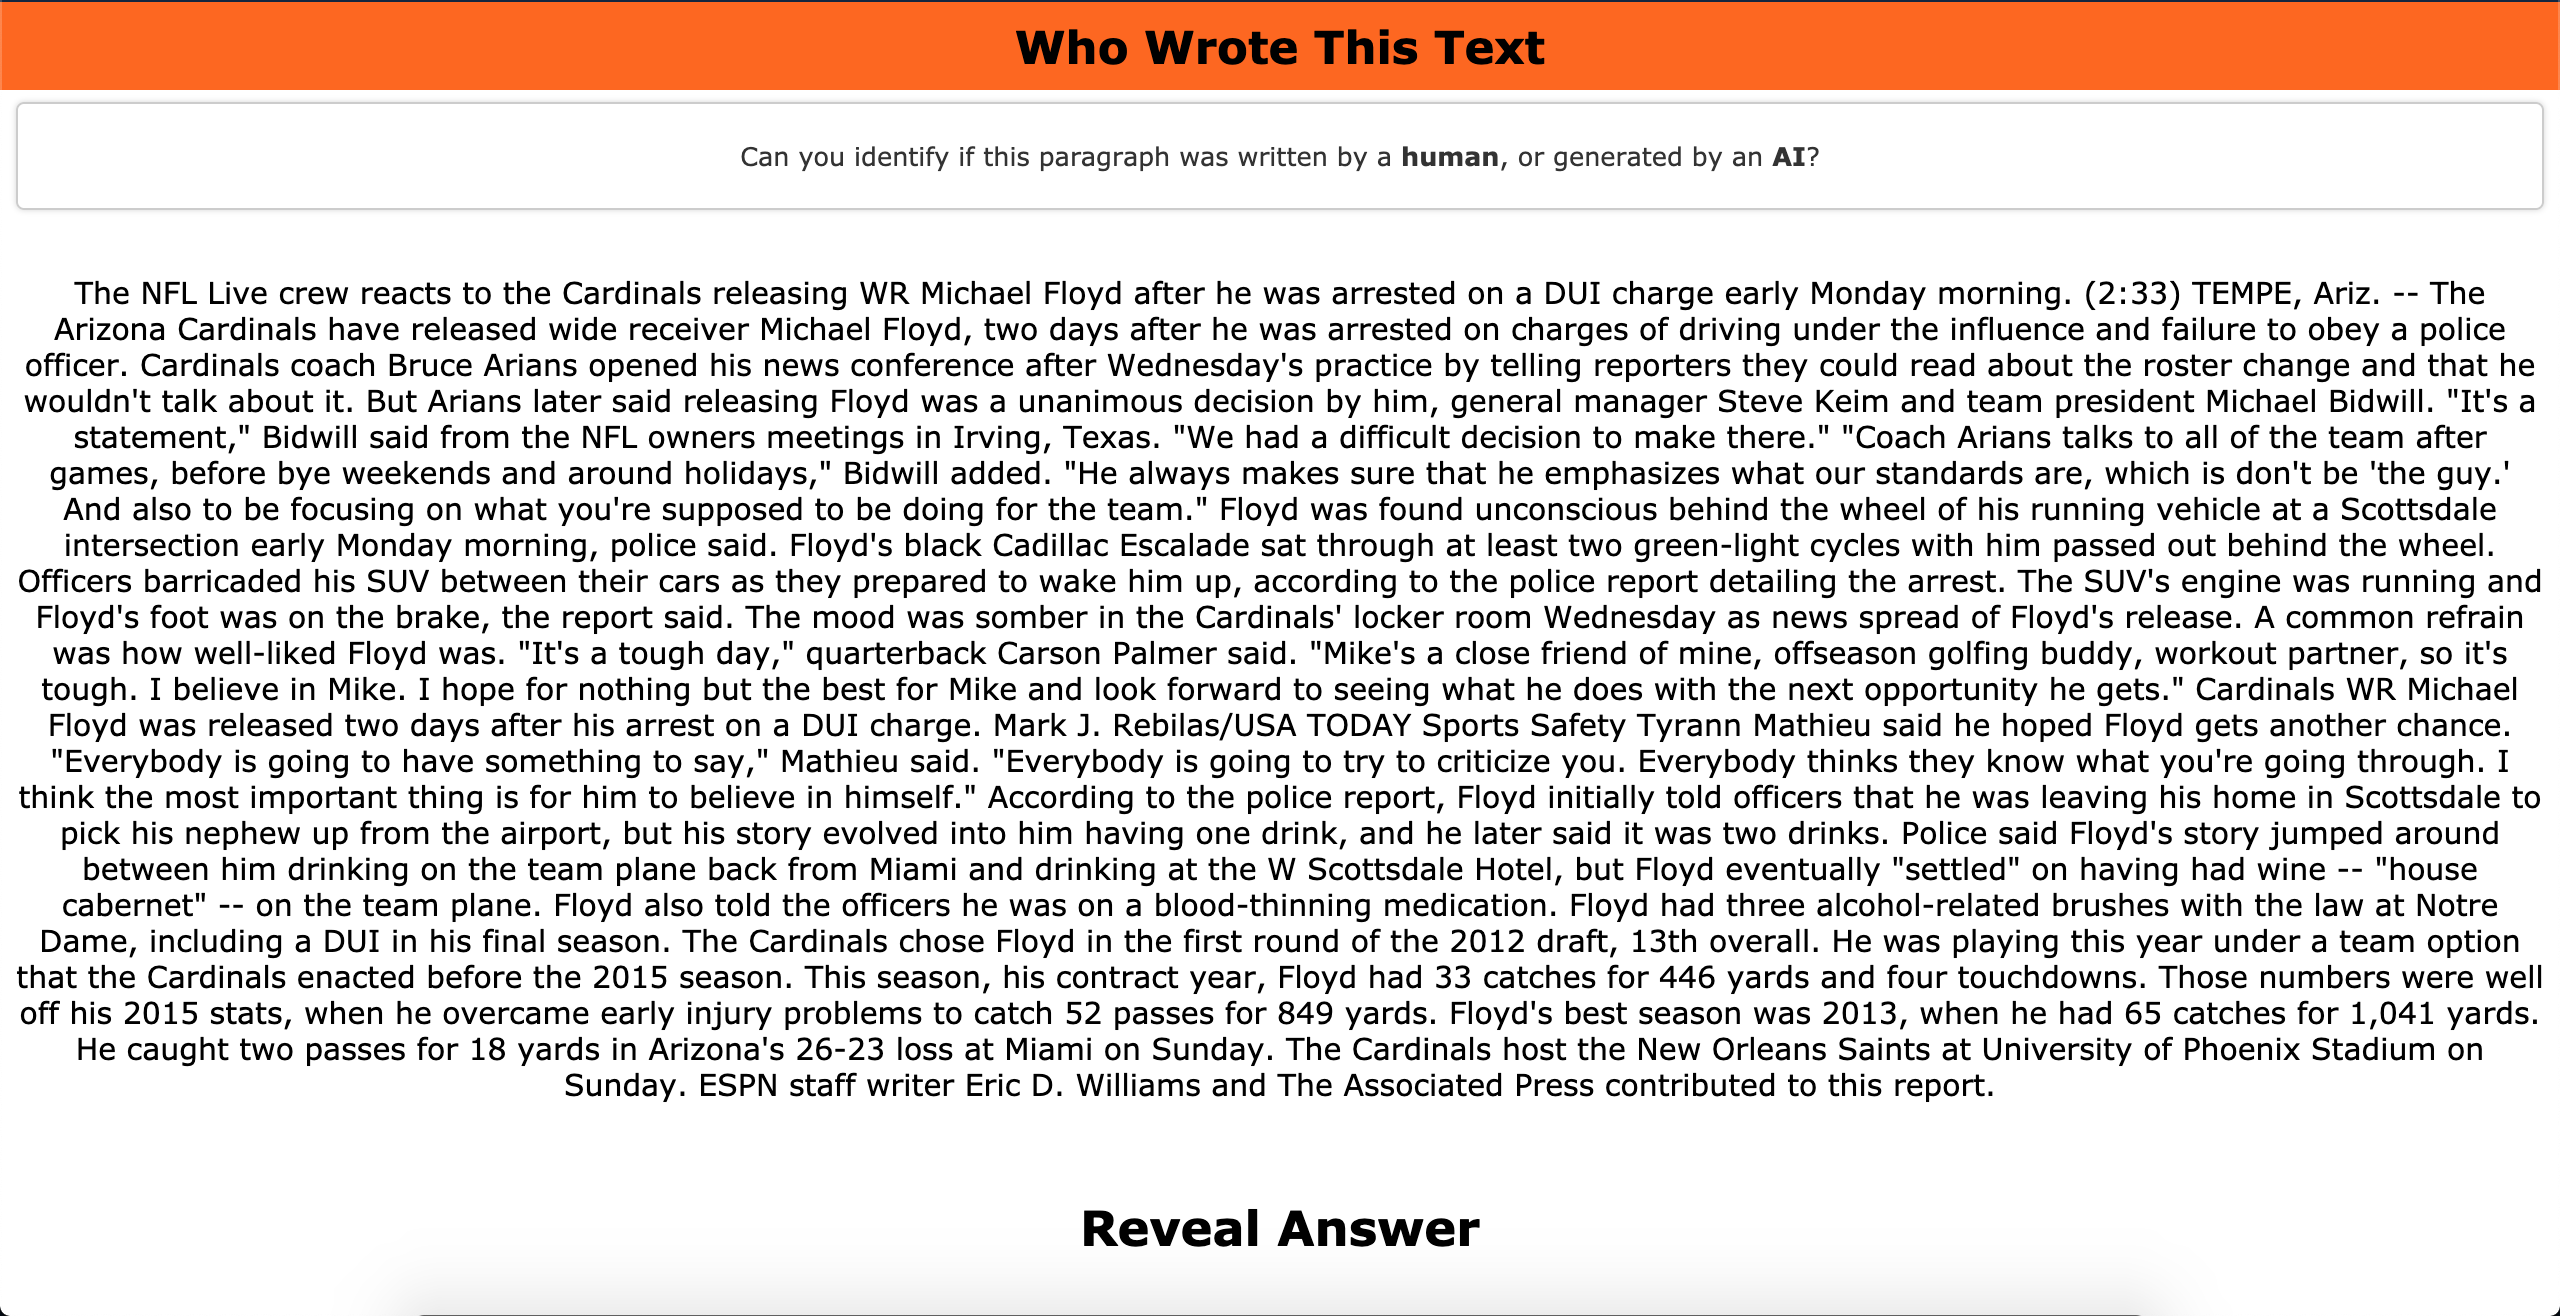 Who Wrote This Text
Can you identify if this paragraph was written by a human, or generated by an AI?
The NFL Live crew reacts to the Cardinals releasing WR Michael Floyd after he was arrested on a DUI charge early Monday morning. (2:33) TEMPE, Ariz. -- The
Arizona Cardinals have released wide receiver Michael Floyd, two days after he was arrested on charges of driving under the influence and failure to obey a police
officer. Cardinals coach Bruce Arians opened his news conference after Wednesday's practice by telling reporters they could read about the roster change and that he
wouldn't talk about it. But Arians later said releasing Floyd was a unanimous decision by him, general manager Steve Keim and team president Michael Bidwill. "It's a
statement," Bidwill said from the NFL owners meetings in Irving, Texas. "We had a difficult decision to make there." "Coach Arians talks to all of the team after
games, before bye weekends and around holidays," Bidwill added. "He always makes sure that he emphasizes what our standards are, which is don't be 'the guy.'
And also to be focusing on what you're supposed to be doing for the team." Floyd was found unconscious behind the wheel of his running vehicle at a Scottsdale
intersection early Monday morning, police said. Floyd's black Cadillac Escalade sat through at least two green-light cycles with him passed out behind the wheel.
Officers barricaded his SUV between their cars as they prepared to wake him up, according to the police report detailing the arrest. The SUV's engine was running and
Floyd's foot was on the brake, the report said. The mood was somber in the Cardinals' locker room Wednesday as news spread of Floyd's release. A common refrain
was how well-liked Floyd was. "It's a tough day," quarterback Carson Palmer said. "Mike's a close friend of mine, offseason golfing buddy, workout partner, so it's
tough. I believe in Mike. I hope for nothing but the best for Mike and look forward to seeing what he does with the next opportunity he gets." Cardinals WR Michael
Floyd was released two days after his arrest on a DUI charge. Mark J. Rebilas/USA TODAY Sports Safety Tyrann Mathieu said he hoped Floyd gets another chance.
"Everybody is going to have something to say," Mathieu said. "Everybody is going to try to criticize you. Everybody thinks they know what you're going through. I
think the most important thing is for him to believe in himself." According to the police report, Floyd initially told officers that he was leaving his home in Scottsdale to
pick his nephew up from the airport, but his story evolved into him having one drink, and he later said it was two drinks. Police said Floyd's story jumped around
between him drinking on the team plane back from Miami and drinking at the W Scottsdale Hotel, but Floyd eventually "settled" on having had wine -- "house
cabernet" -- on the team plane. Floyd also told the officers he was on a blood-thinning medication. Floyd had three alcohol-related brushes with the law at Notre
Dame, including a DUI in his final season. The Cardinals chose Floyd in the first round of the 2012 draft, 13th overall. He was playing this year under a team option
that the Cardinals enacted before the 2015 season. This season, his contract year, Floyd had 33 catches for 446 yards and four touchdowns. Those numbers were well
off his 2015 stats, when he overcame early injury problems to catch 52 passes for 849 yards. Floyd's best season was 2013, when he had 65 catches for 1,041 yards.
He caught two passes for 18 yards in Arizona's 26-23 loss at Miami on Sunday. The Cardinals host the New Orleans Saints at University of Phoenix Stadium on
Sunday. ESPN staff writer Eric D. Williams and The Associated Press contributed to this report.
Reveal Answer